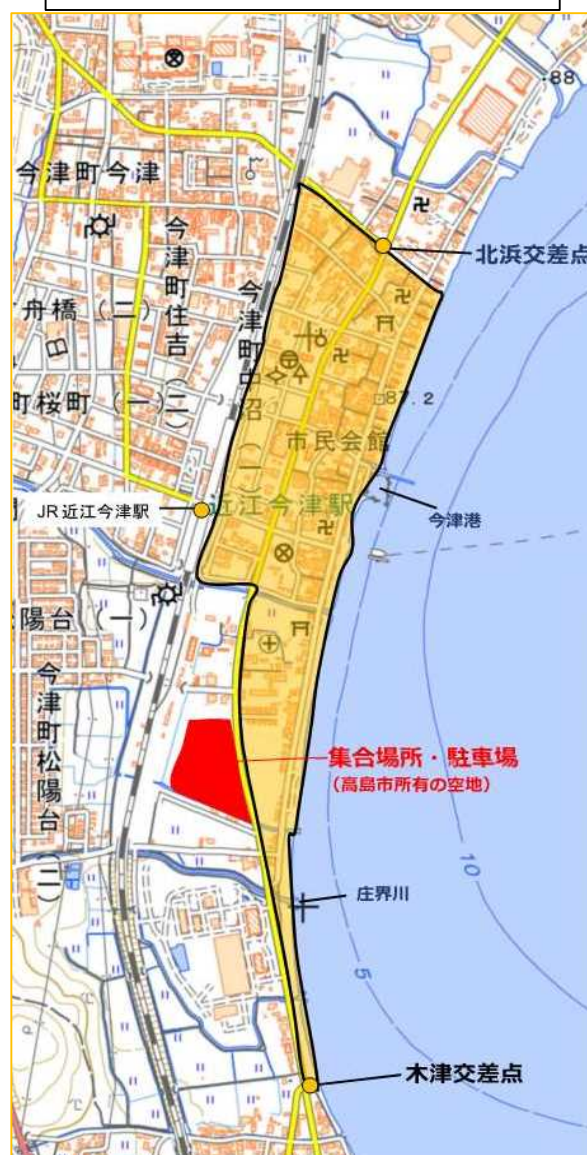 ・88
今津町今津
北浜交差点
今津町住吉（二）
舟橋（二）
今津町中沼（一）
87.2
町桜町（一）
市民会館
JR近江今津駅
近江今津駅
今津港
陽台（一）
今津町松陽台（二）
集合場所・駐車場
（高島市所有の空地）
10
庄界川
5
木津交差点